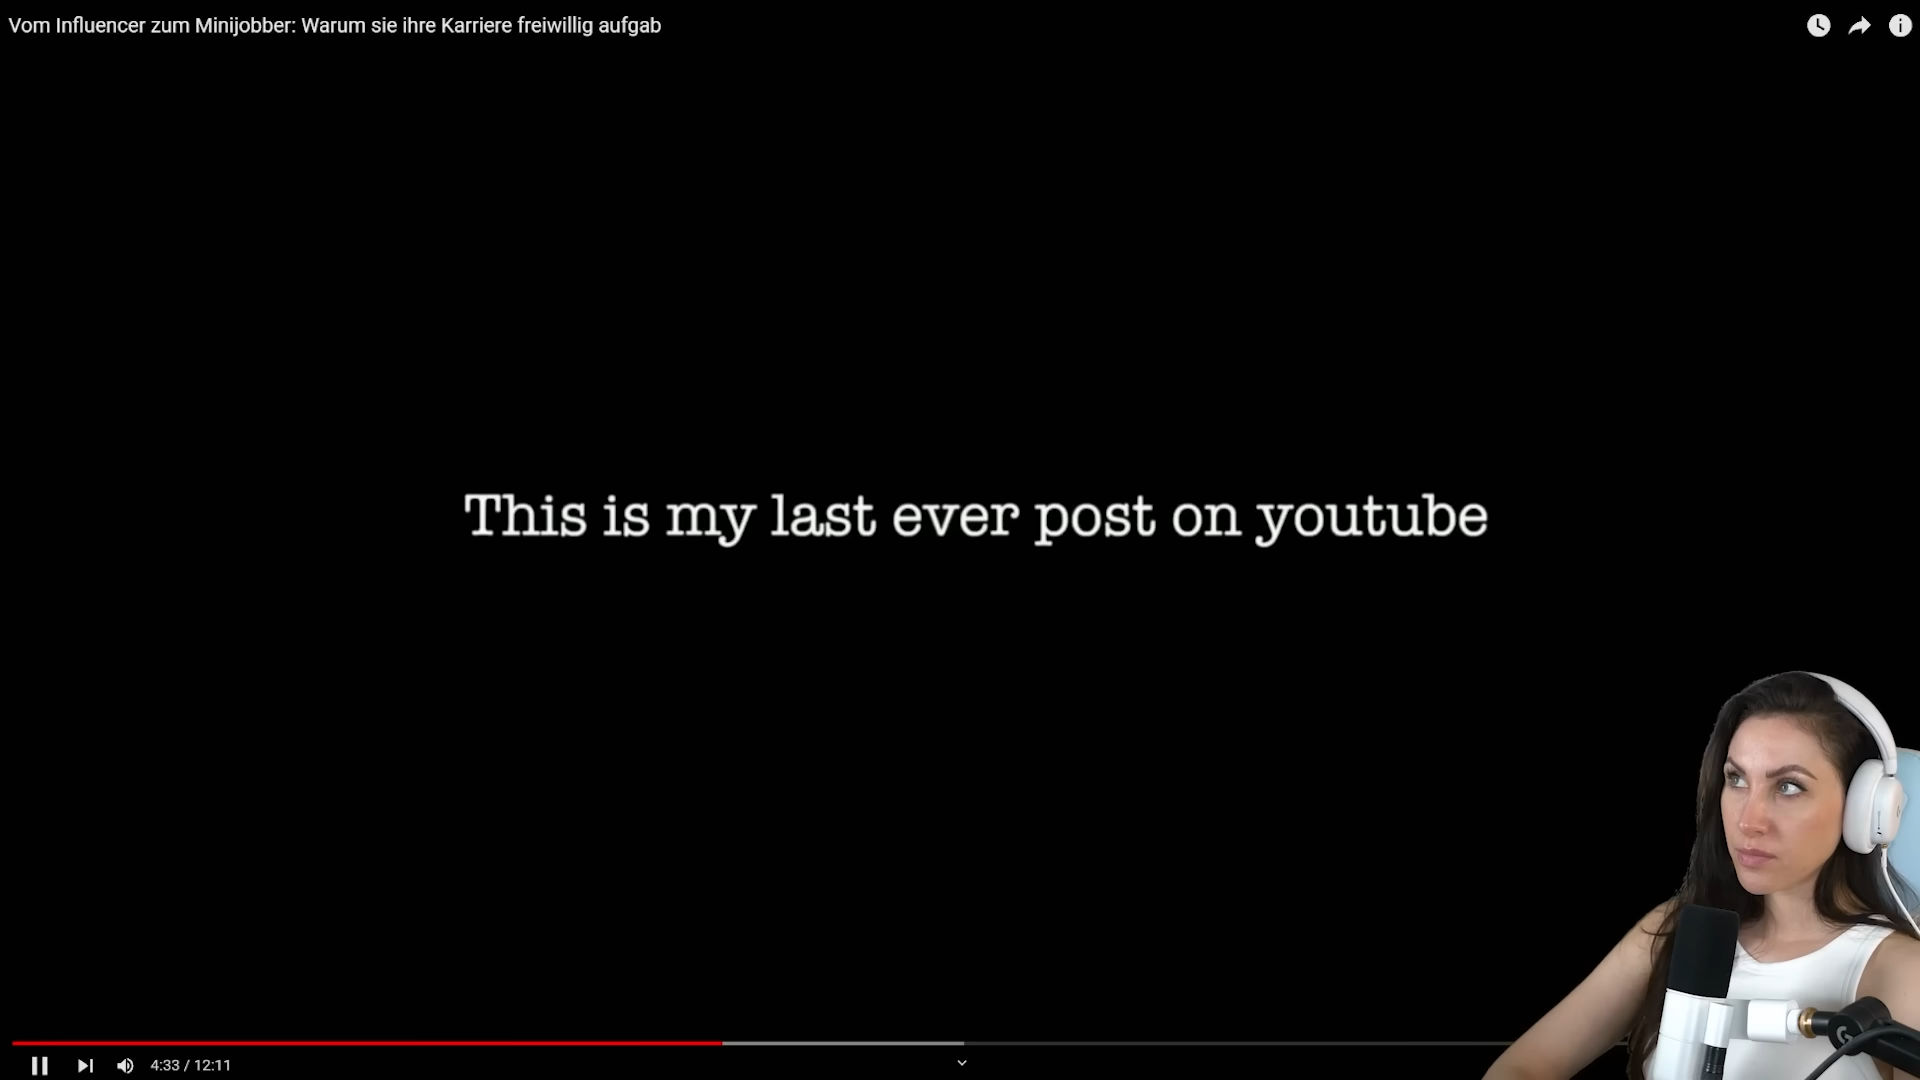 Vom Influencer zum Minijobber: Warum sie ihre Karriere freiwillig aufgab
This is my last ever post on youtube
4:33 / 12:11